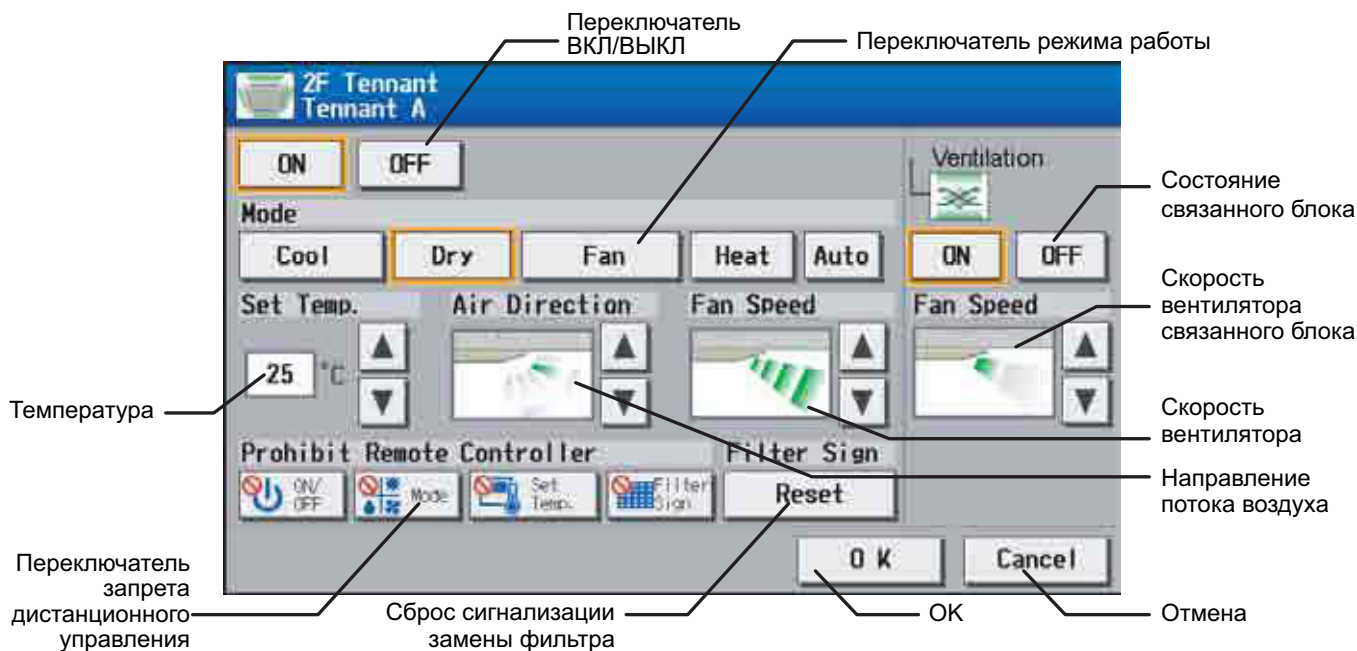 Переключатель
ВКЛ/ВЫКЛ
Переключатель режима работы
2F Tennant
Tennant A
ON
OFF
Ventilation
Состояние
связанного блока
Mode
Cool
Dry
Fan
Heat
Auto
ON
OFF
Set Temp.
Air Direction
Fan Speed
Fan Speed
Скорость
вентилятора
связанного блока
25 °C
Температура
Скорость
вентилятора
Prohibit Remote Controller
Filter Sign
ON/
OFF
Mode
Set
Temp.
Filter
Sign
Reset
Направление
потока воздуха
O K
Cancel
Переключатель
запрета
дистанционного
управления
Сброс сигнализации
замены фильтра
OK
Отмена